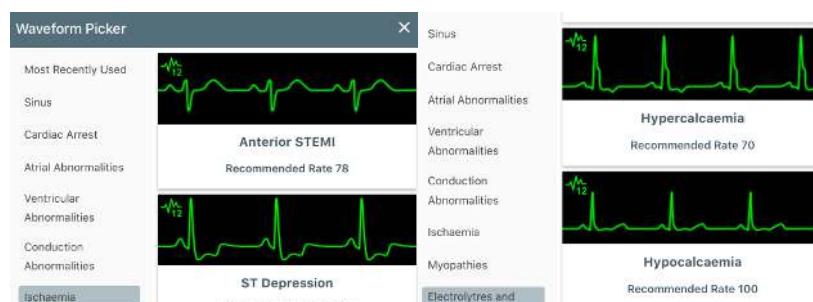 Waveform Picker
×
Most Recently Used
Sinus
Cardiac Arrest
Atrial Abnormalities
Ventricular
Abnormalities
Conduction
Abnormalities
Ischaemia
12
Anterior STEMI
Recommended Rate 78
12
ST Depression
Sinus
Cardiac Arrest
Atrial Abnormalities
Ventricular
Abnormalities
Conduction
Abnormalities
Ischaemia
Myopathies
Electrolytres and
12
Hypercalcaemia
Recommended Rate 70
12
Hypocalcaemia
Recommended Rate 100